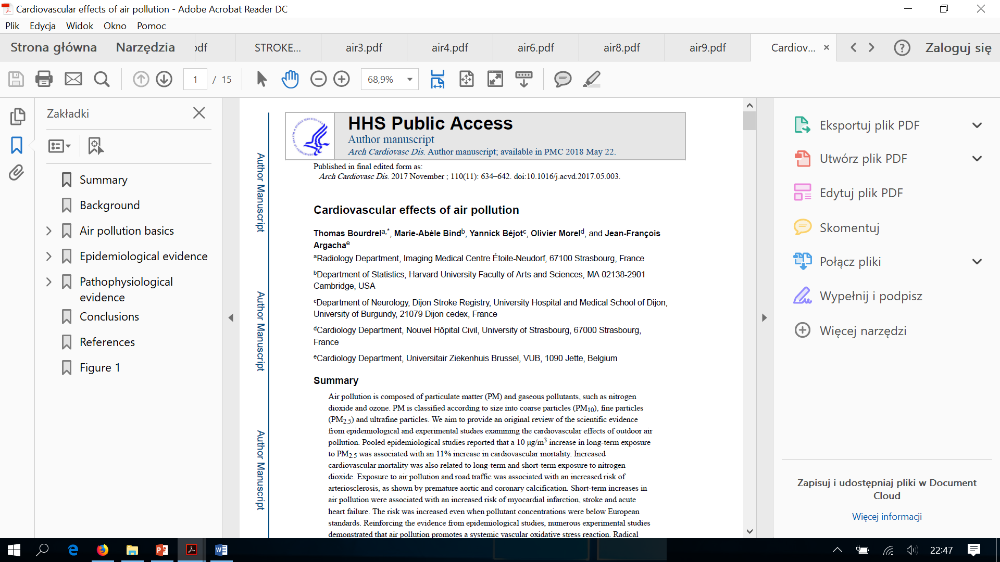 Cardiovascular effects of air pollution - Adobe Acrobat Reader DC
Plik Edycja Widok Okno Pomoc
Strona główna Narzędzia pdf STROKE... air3.pdf air4.pdf air6.pdf air8.pdf air9.pdf Cardiov... Zaloguj się
1 / 15 68,9%
Zakładki
Summary
Background
Air pollution basics
Epidemiological evidence
Pathophysiological
evidence
Conclusions
References
Figure 1
Author Manuscript
Author Manuscript
Author Manuscript
HHS Public Access
Author manuscript
Arch Cardiovasc Dis. Author manuscript; available in PMC 2018 May 22.
Published in final edited form as:
Arch Cardiovasc Dis. 2017 November ; 110(11): 634–642. doi:10.1016/j.acvd.2017.05.003.
Cardiovascular effects of air pollution
Thomas Bourdrela,*, Marie-Abèle Bindb, Yannick Béjotc, Olivier Moreld, and Jean-François
Argachae
aRadiology Department, Imaging Medical Centre Étoile-Neudorf, 67100 Strasbourg, France
bDepartment of Statistics, Harvard University Faculty of Arts and Sciences, MA 02138-2901
Cambridge, USA
cDepartment of Neurology, Dijon Stroke Registry, University Hospital and Medical School of Dijon,
University of Burgundy, 21079 Dijon cedex, France
dCardiology Department, Nouvel Hôpital Civil, University of Strasbourg, 67000 Strasbourg,
France
eCardiology Department, Universitair Ziekenhuis Brussel, VUB, 1090 Jette, Belgium
Summary
Air pollution is composed of particulate matter (PM) and gaseous pollutants, such as nitrogen
dioxide and ozone. PM is classified according to size into coarse particles (PM10), fine particles
(PM2.5) and ultrafine particles. We aim to provide an original review of the scientific evidence
from epidemiological and experimental studies examining the cardiovascular effects of outdoor air
pollution. Pooled epidemiological studies reported that a 10 μg/m3 increase in long-term exposure
to PM2.5 was associated with an 11% increase in cardiovascular mortality. Increased
cardiovascular mortality was also related to long-term and short-term exposure to nitrogen
dioxide. Exposure to air pollution and road traffic was associated with an increased risk of
arteriosclerosis, as shown by premature aortic and coronary calcification. Short-term increases in
air pollution were associated with an increased risk of myocardial infarction, stroke and acute
heart failure. The risk was increased even when pollutant concentrations were below European
standards. Reinforcing the evidence from epidemiological studies, numerous experimental studies
demonstrated that air pollution promotes a systemic vascular oxidative stress reaction. Radical
Eksportuj plik PDF
Utwórz plik PDF
Edytuj plik PDF
Skomentuj
Połącz pliki
Wypełnij i podpisz
Więcej narzędzi
Zapisuj i udostępniaj pliki w Document
Cloud
Więcej informacji
22:47